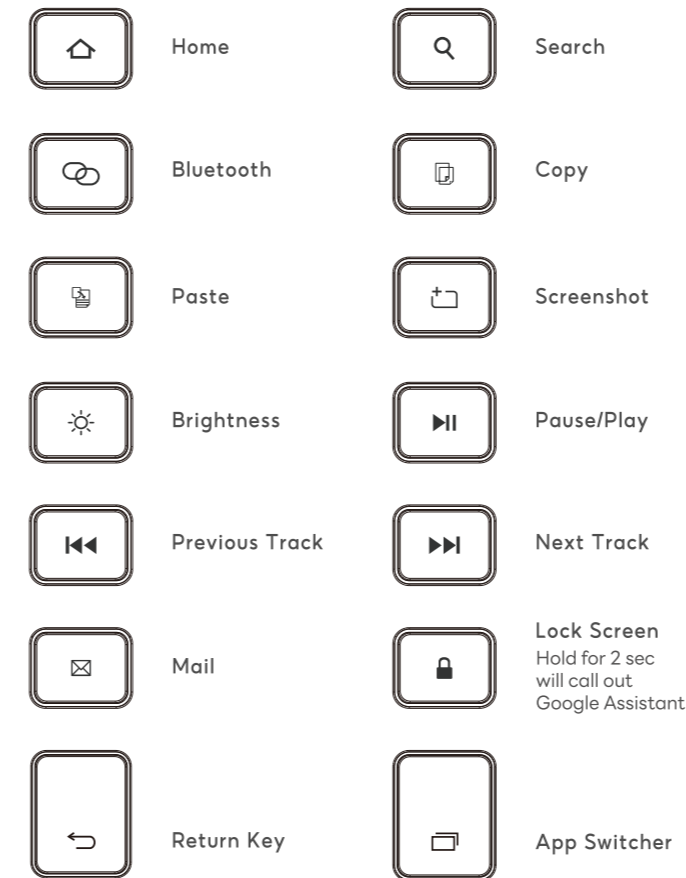 Home
Search
Bluetooth
Copy
Paste
Screenshot
Brightness
Pause/Play
Previous Track
Next Track
Mail
Lock Screen
Hold for 2 sec
will call out
Google Assistant
Return Key
App Switcher